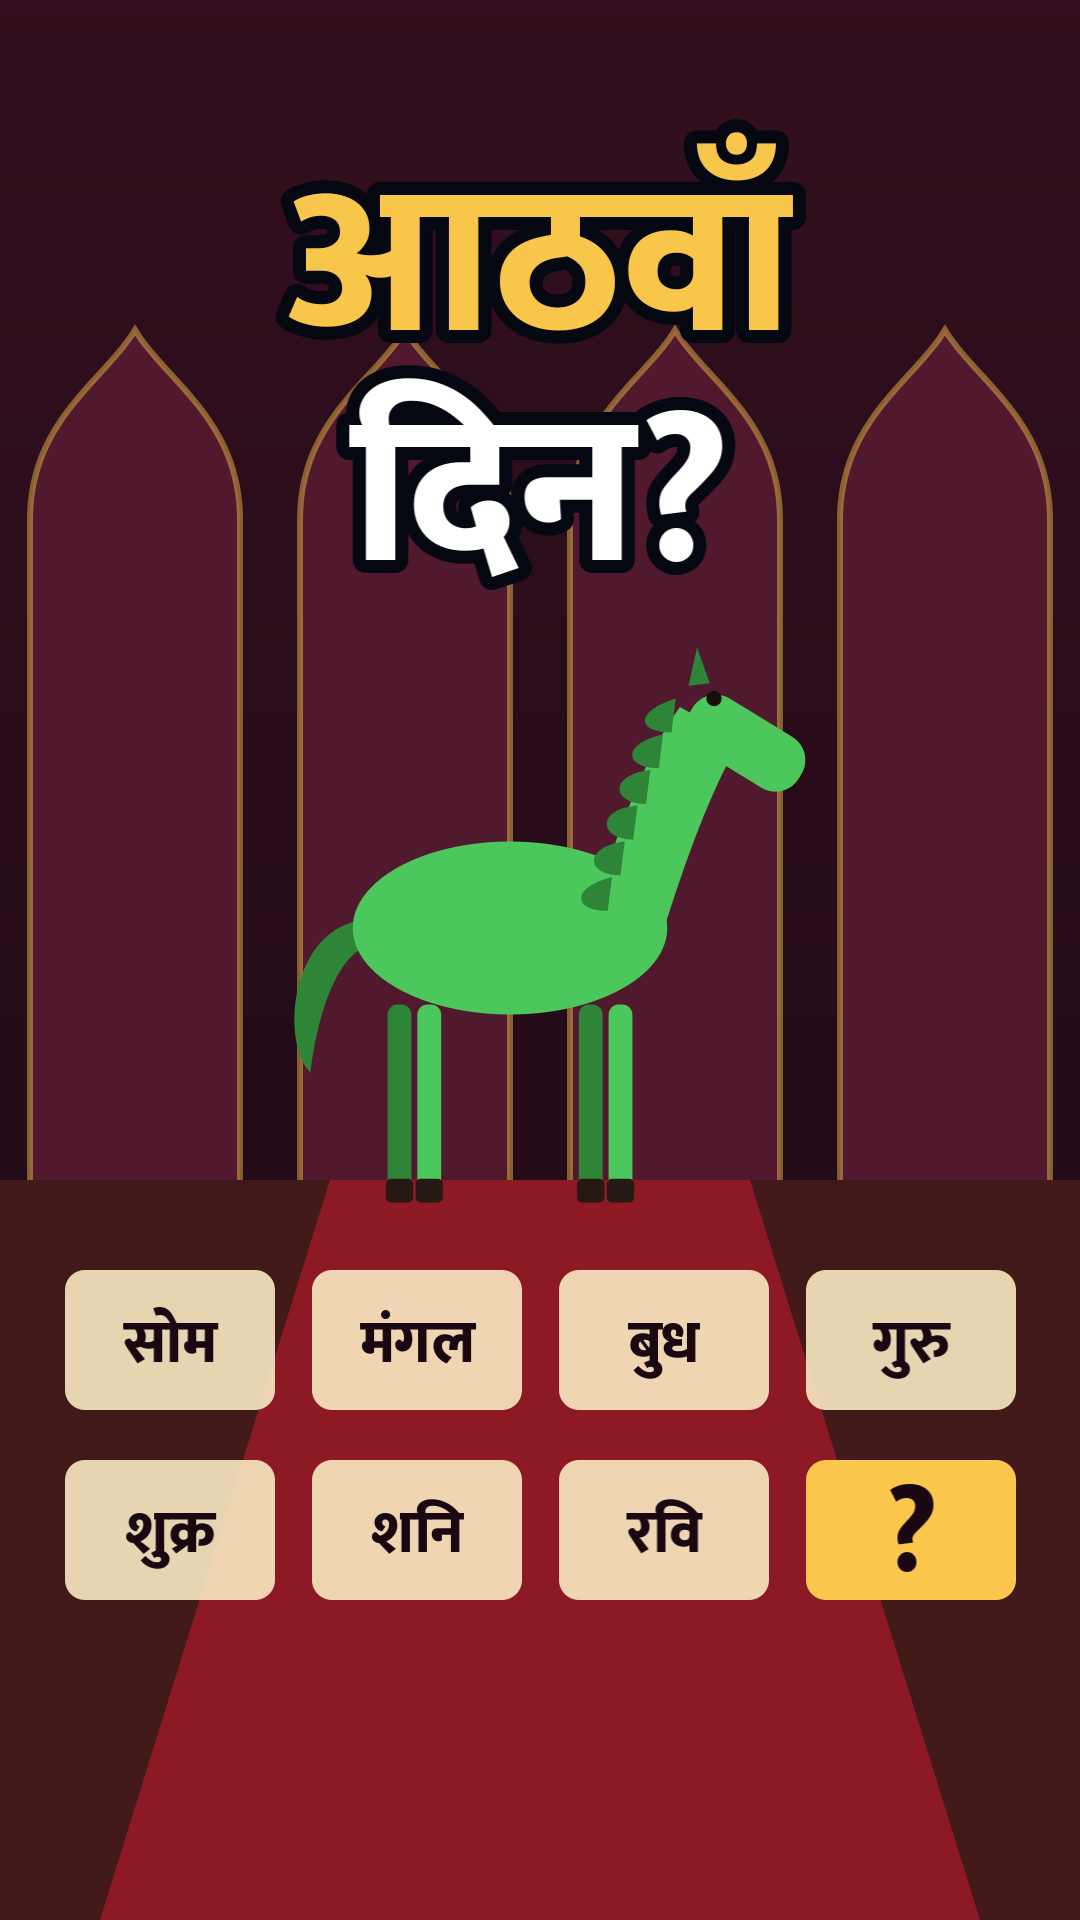 आठवाँ
दिन?
सोम मंगल बुध गुरु
शुक्र शनि रवि ?